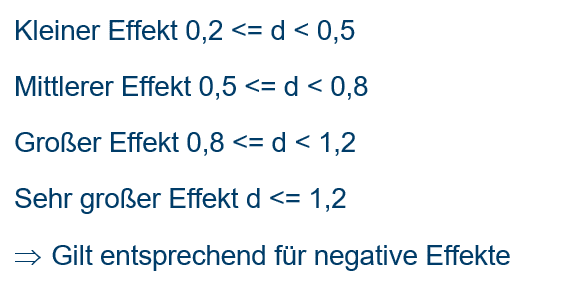 Kleiner Effekt 0,2 <= d < 0,5
Mittlerer Effekt 0,5 <= d < 0,8
Großer Effekt 0,8 <= d < 1,2
Sehr großer Effekt d <= 1,2
⇒ Gilt entsprechend für negative Effekte